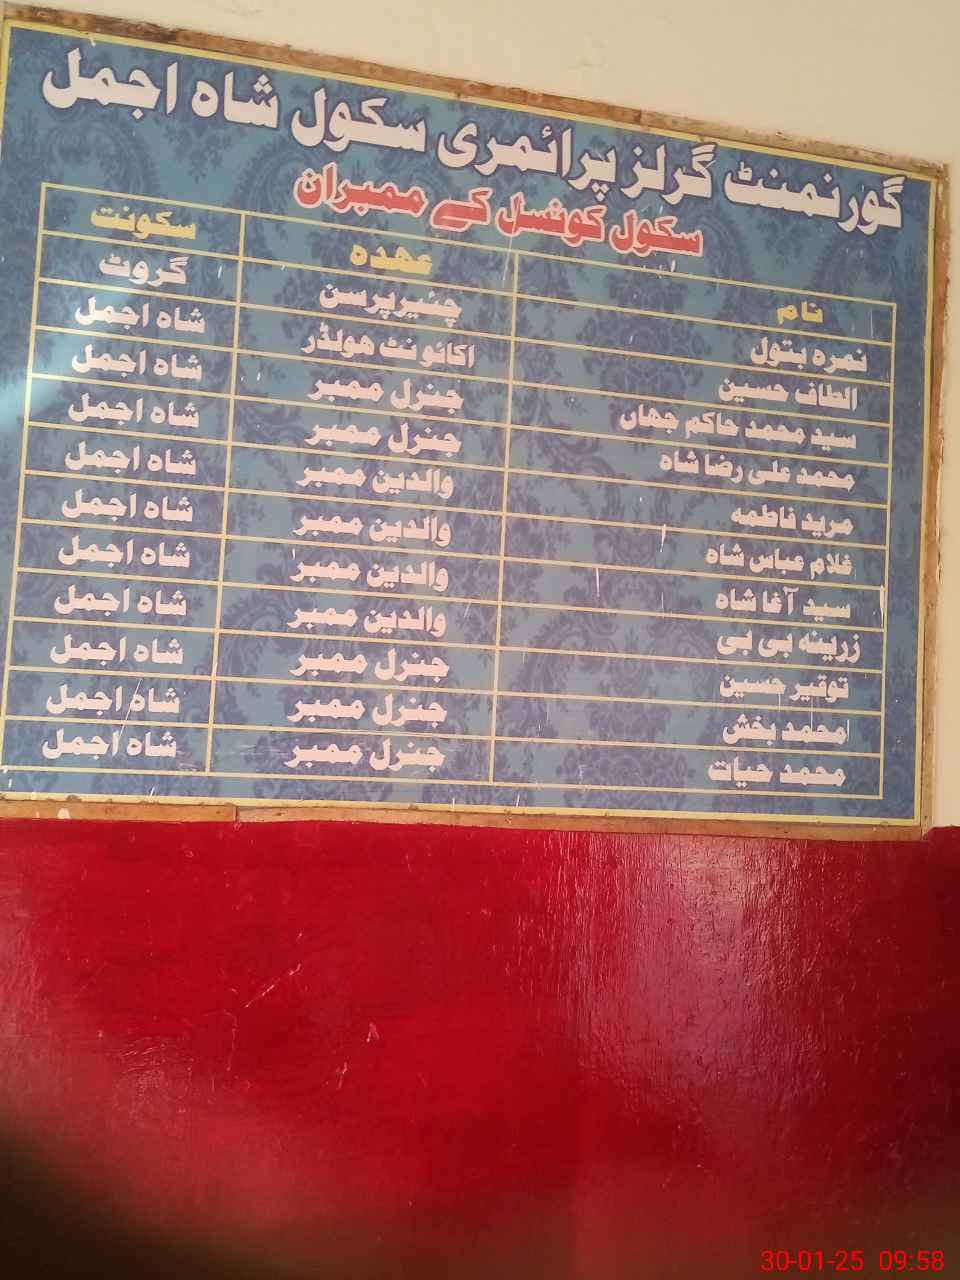 گورنمنٹ گرلز پرائمری سکول شاہ اجمل
سکول کونسل کے ممبران
نام عہدہ سکونت
نمرہ بتول چئیرپرسن گروٹ
الطاف حسین اکائونٹ ھولڈر شاہ اجمل
سید محمد حاکم جھاں جنرل ممبر شاہ اجمل
محمد علی رضا شاہ جنرل ممبر شاہ اجمل
مرید فاطمہ والدین ممبر شاہ اجمل
غلام عباس شاہ والدین ممبر شاہ اجمل
سید آغا شاہ والدین ممبر شاہ اجمل
زرینہ بی بی والدین ممبر شاہ اجمل
توقیر حسین جنرل ممبر شاہ اجمل
محمد بخش جنرل ممبر شاہ اجمل
محمد حیات جنرل ممبر شاہ اجمل
30-01-25 09:58